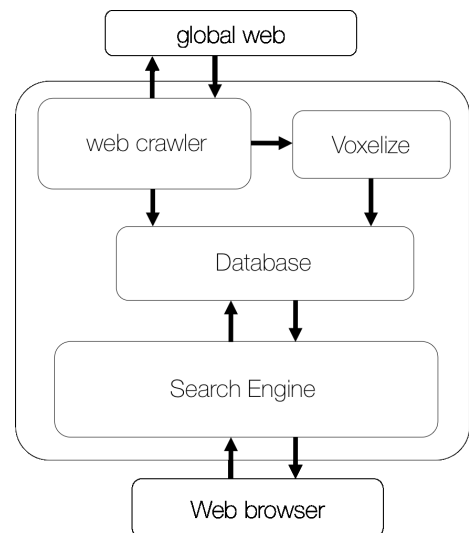 global web
web crawler
Voxelize
Database
Search Engine
Web browser